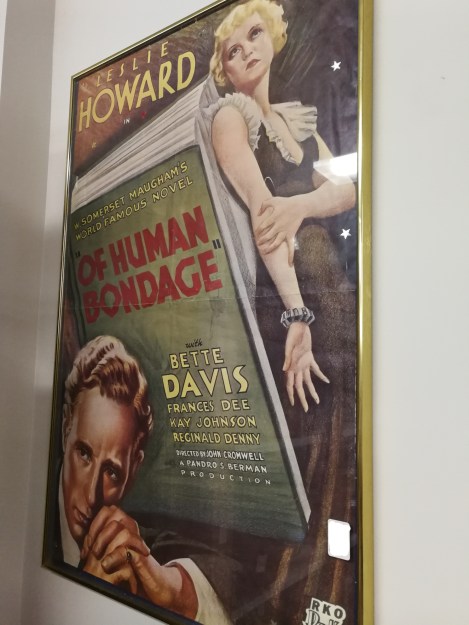 LESLIE
HOWARD
IN
W. SOMERSET MAUGHAM'S
WORLD FAMOUS NOVEL
"OF HUMAN
BONDAGE"
with
BETTE
DAVIS
FRANCES DEE
KAY JOHNSON
REGINALD DENNY
DIRECTED BY JOHN CROMWELL
A PANDRO S. BERMAN
PRODUCTION
RKO